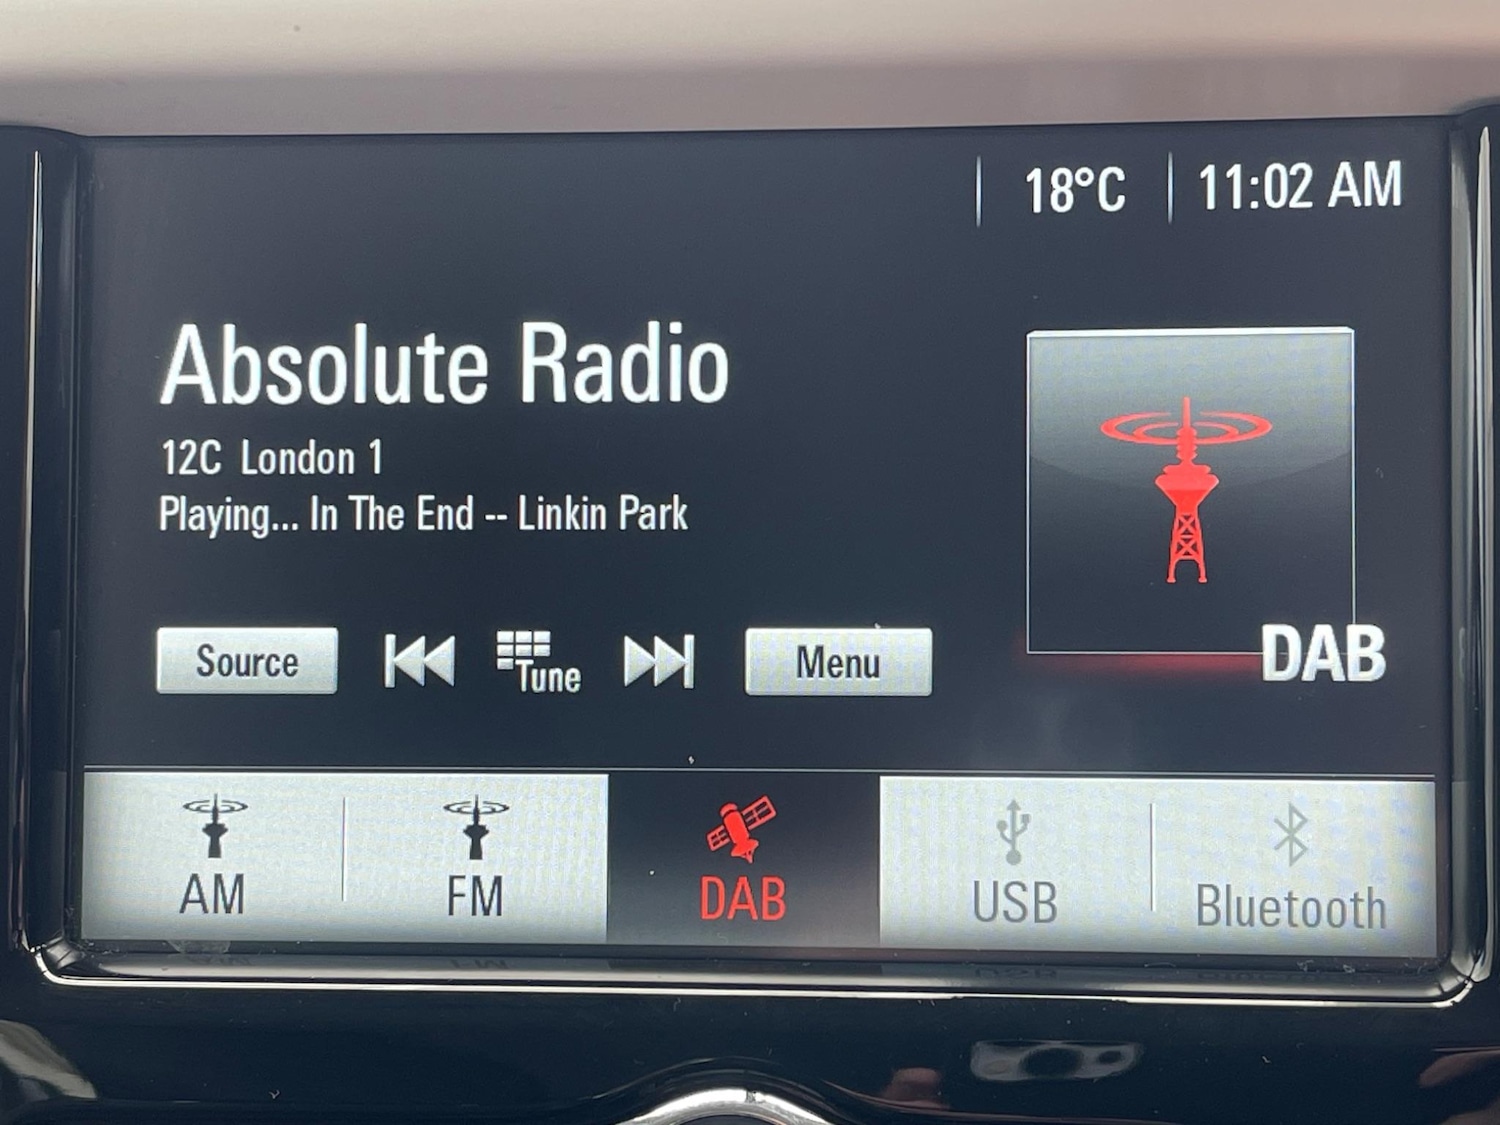 18°C 11:02 AM
Absolute Radio
12C London 1
Playing... In The End -- Linkin Park
Source Tune Menu
DAB
AM FM DAB USB Bluetooth